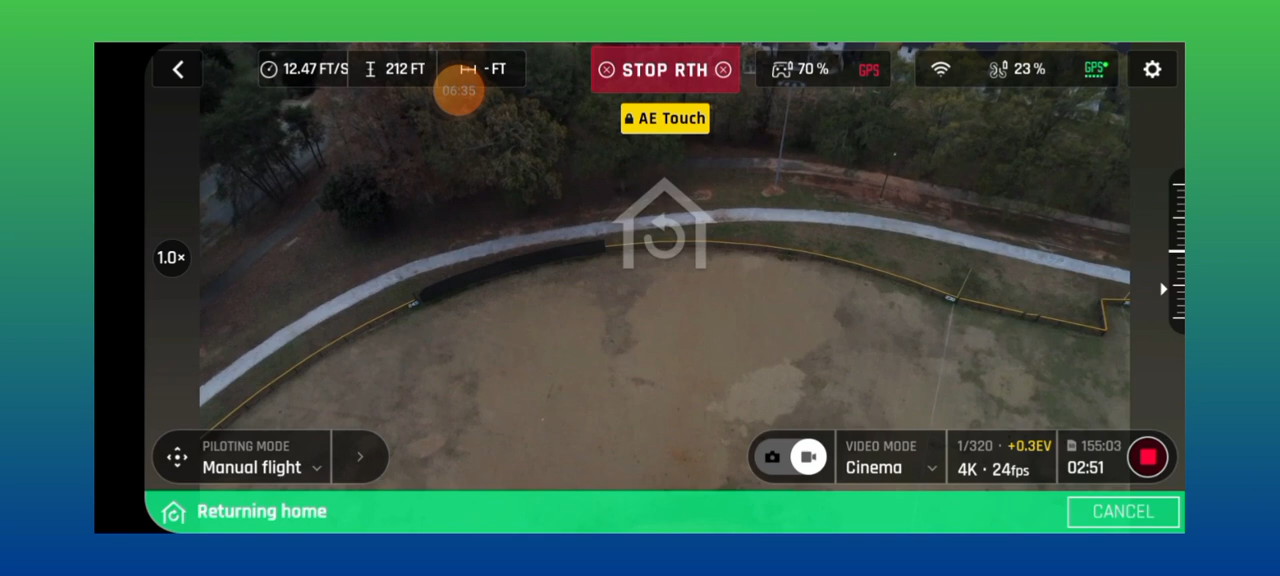 12.47 FT/S
212 FT
- FT
STOP RTH
70 %
GPS
23 %
GPS
06:35
AE Touch
1.0×
PILOTING MODE
Manual flight
VIDEO MODE
Cinema
1/320 · +0.3EV
4K · 24fps
155:03
02:51
Returning home
CANCEL